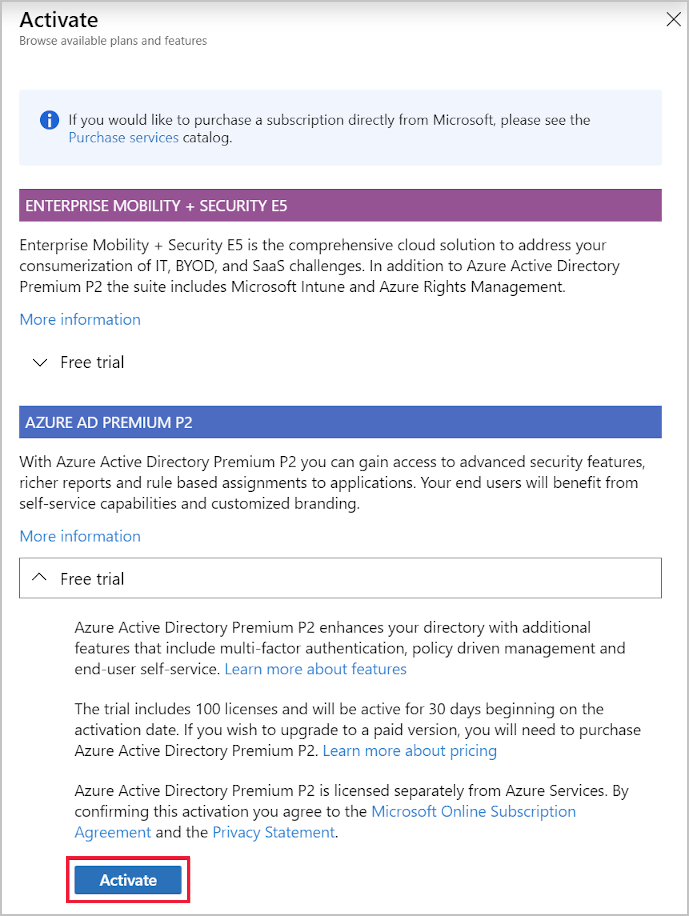 Activate
Browse available plans and features
If you would like to purchase a subscription directly from Microsoft, please see the
Purchase services catalog.
ENTERPRISE MOBILITY + SECURITY E5
Enterprise Mobility + Security E5 is the comprehensive cloud solution to address your
consumerization of IT, BYOD, and SaaS challenges. In addition to Azure Active Directory
Premium P2 the suite includes Microsoft Intune and Azure Rights Management.
More information
Free trial
AZURE AD PREMIUM P2
With Azure Active Directory Premium P2 you can gain access to advanced security features,
richer reports and rule based assignments to applications. Your end users will benefit from
self-service capabilities and customized branding.
More information
Free trial
Azure Active Directory Premium P2 enhances your directory with additional
features that include multi-factor authentication, policy driven management and
end-user self-service. Learn more about features
The trial includes 100 licenses and will be active for 30 days beginning on the
activation date. If you wish to upgrade to a paid version, you will need to purchase
Azure Active Directory Premium P2. Learn more about pricing
Azure Active Directory Premium P2 is licensed separately from Azure Services. By
confirming this activation you agree to the Microsoft Online Subscription
Agreement and the Privacy Statement.
Activate